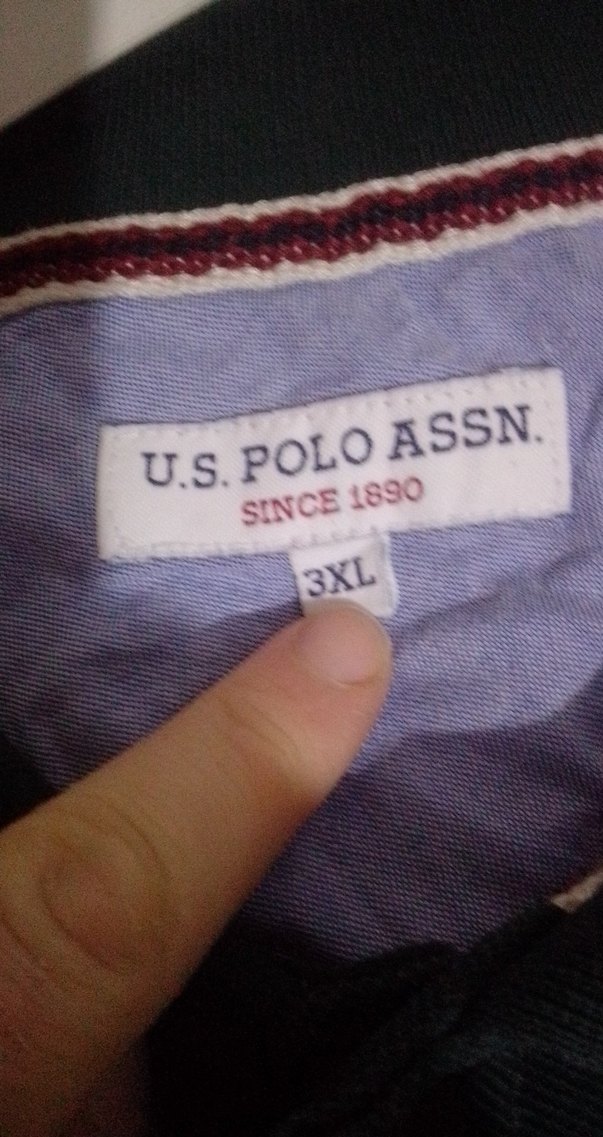 U.S. POLO ASSN.
SINCE 1890
3XL